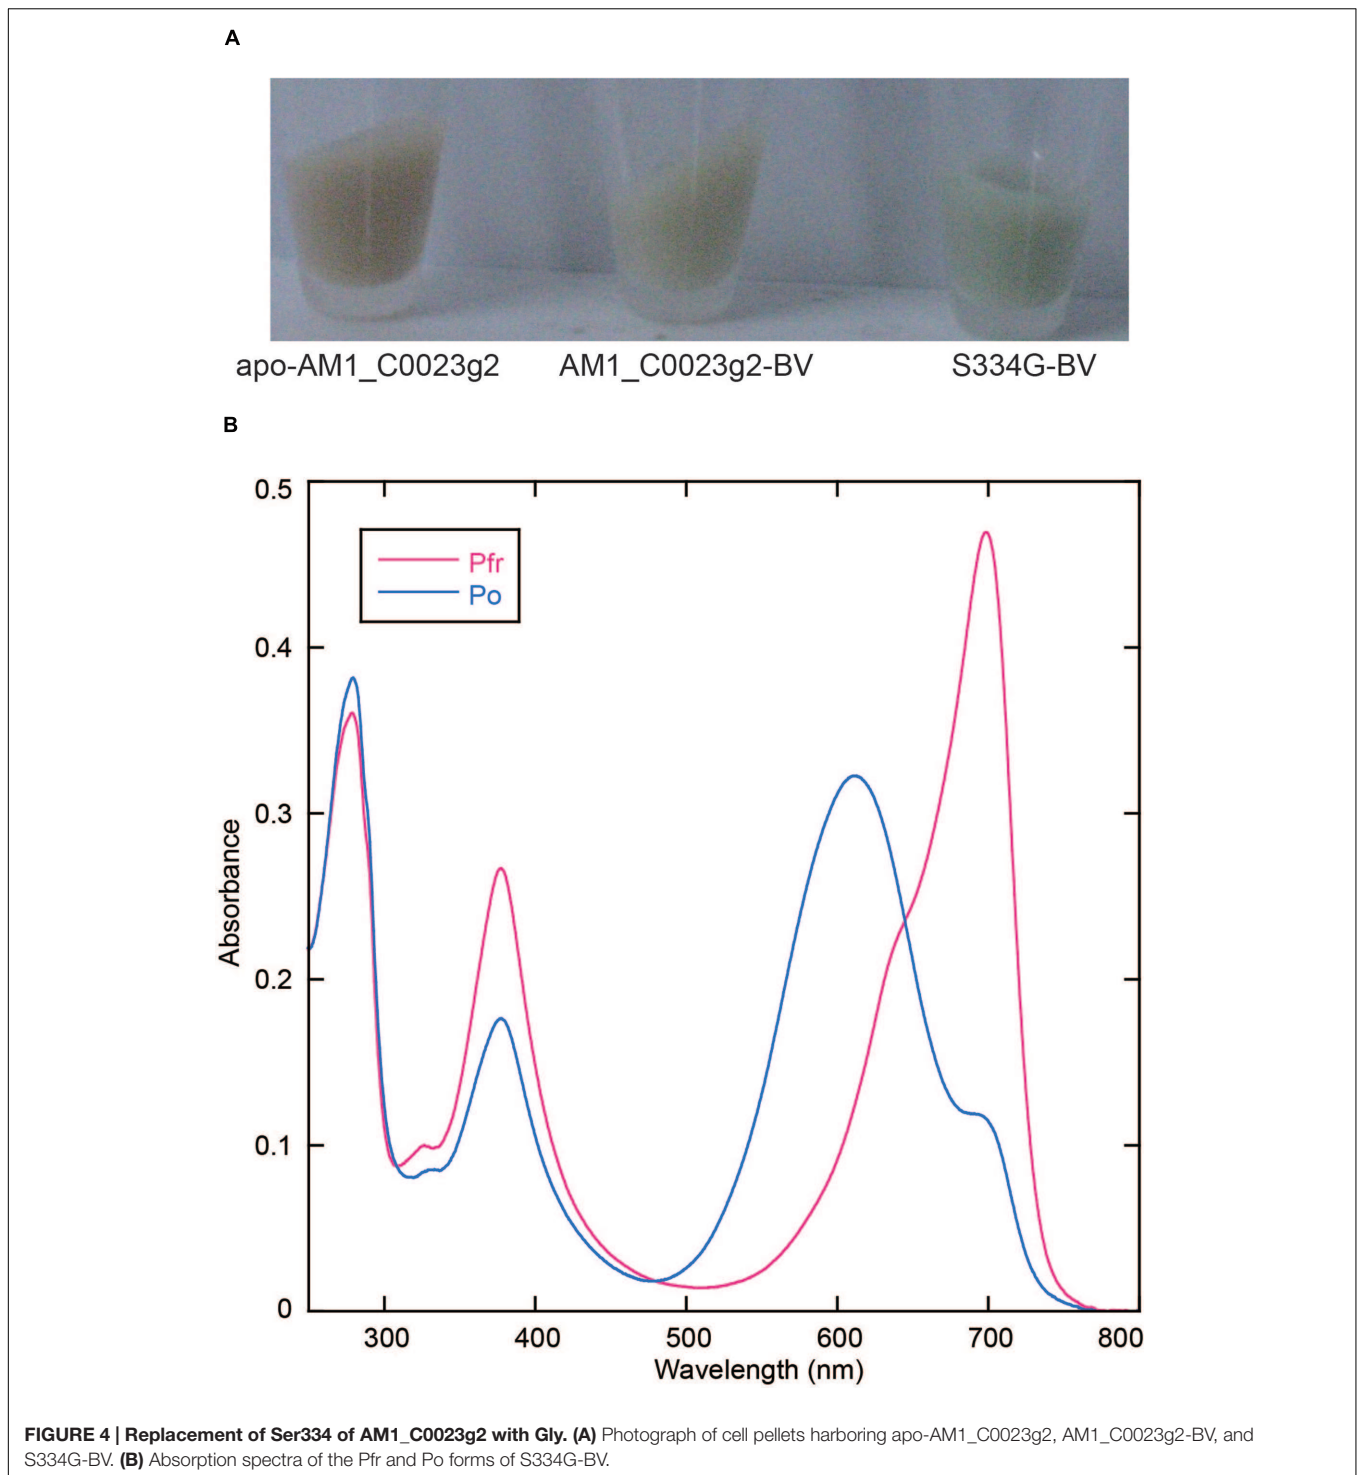 A
apo-AM1_C0023g2 AM1_C0023g2-BV S334G-BV
B
0.5
Pfr
Po
0.4
0.3
0.2
0.1
0
Absorbance
300 400 500 600 700 800
Wavelength (nm)
FIGURE 4 | Replacement of Ser334 of AM1_C0023g2 with Gly. (A) Photograph of cell pellets harboring apo-AM1_C0023g2, AM1_C0023g2-BV, and
S334G-BV. (B) Absorption spectra of the Pfr and Po forms of S334G-BV.